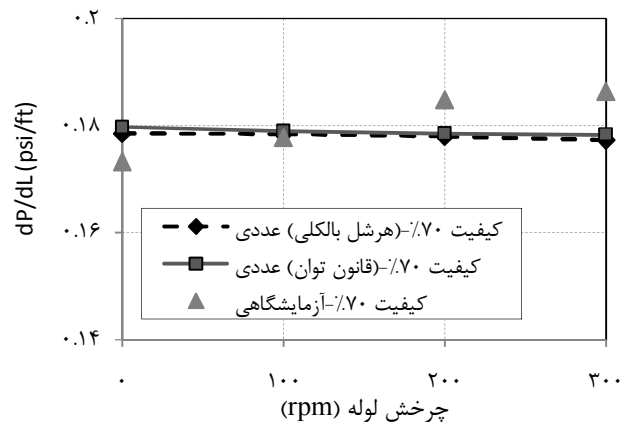 dP/dL (psi/ft)
۰.۲
۰.۱۸
۰.۱۶
۰.۱۴
کیفیت ۷۰٪-(هرشل بالکلی) عددی
کیفیت ۷۰٪-(قانون توان) عددی
کیفیت ۷۰٪-آزمایشگاهی
۰ ۱۰۰ ۲۰۰ ۳۰۰
چرخش لوله (rpm)